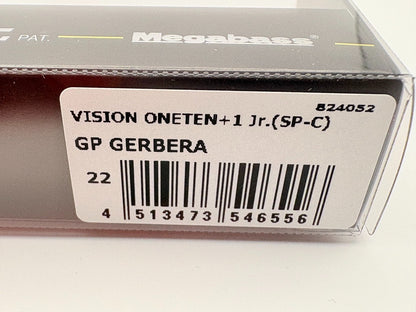 PAT. Megabass®
824052
VISION ONETEN+1 Jr.(SP-C)
GP GERBERA
22
4 513473 546556